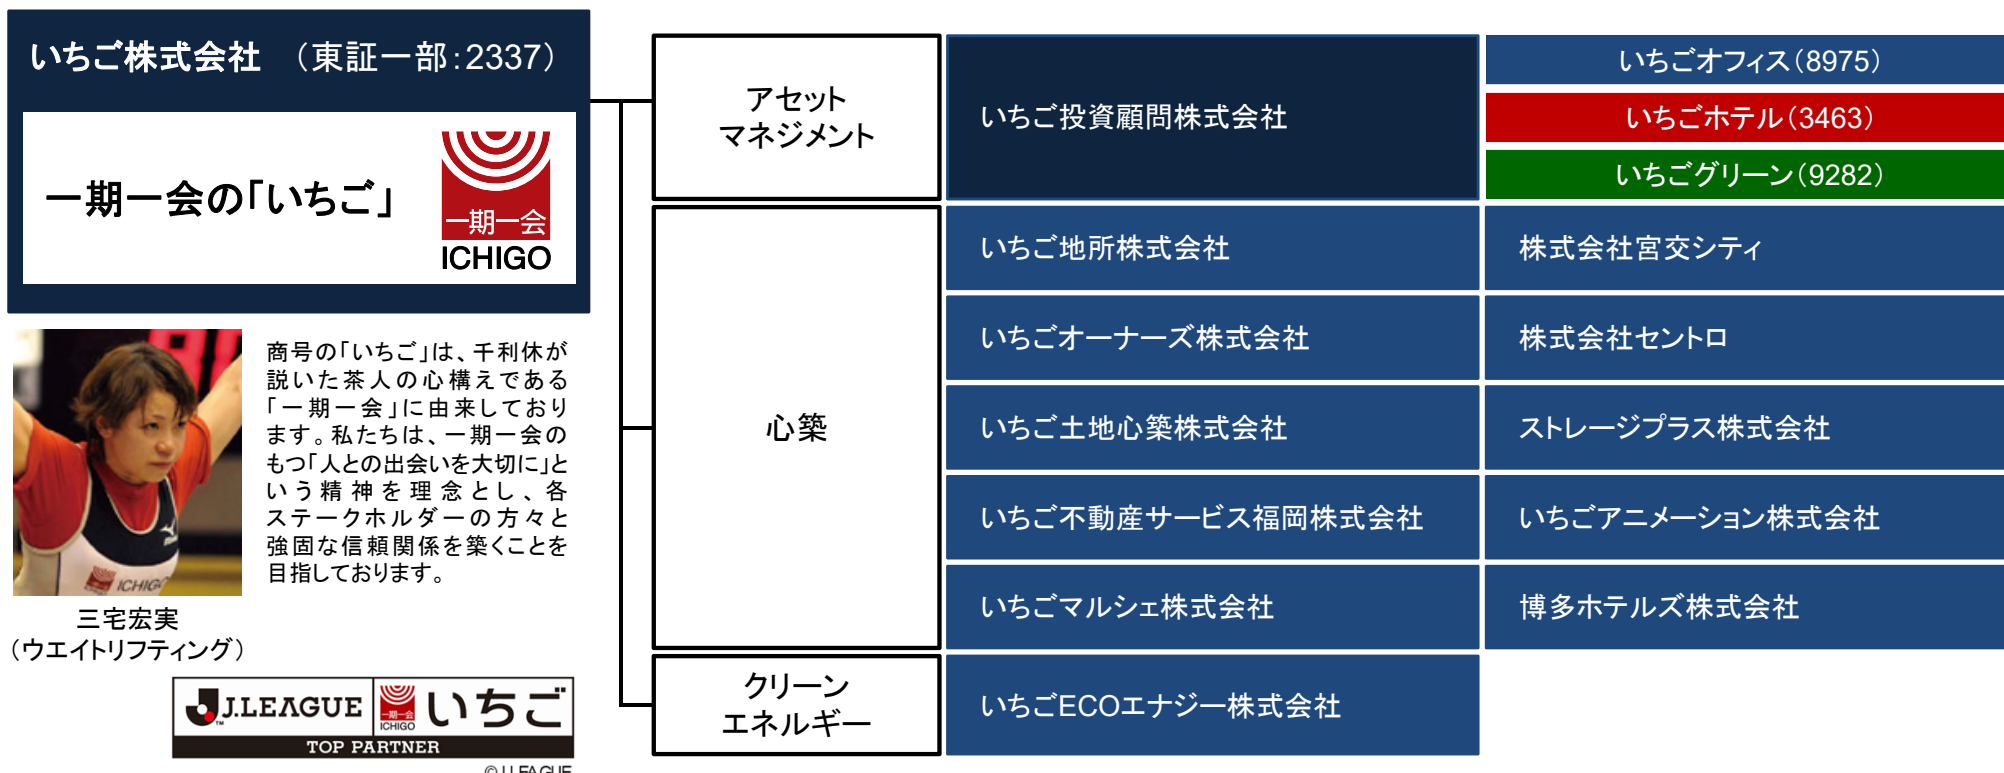 いちご株式会社 （東証一部：2337）
一期一会の「いちご」
一期一会
ICHIGO
商号の「いちご」は、千利休が
説いた茶人の心構えである
「一期一会」に由来しており
ます。私たちは、一期一会の
もつ「人との出会いを大切に」と
いう精神を理念とし、各
ステークホルダーの方々と
強固な信頼関係を築くことを
目指しております。
ICHIGO
三宅宏実
（ウエイトリフティング）
J.LEAGUE
TM
一期一会
ICHIGO
いちご
TOP PARTNER
©J.LEAGUE
アセット
マネジメント
いちご投資顧問株式会社
いちごオフィス（8975）
いちごホテル（3463）
いちごグリーン（9282）
心築
いちご地所株式会社
株式会社宮交シティ
いちごオーナーズ株式会社
株式会社セントロ
いちご土地心築株式会社
ストレージプラス株式会社
いちご不動産サービス福岡株式会社
いちごアニメーション株式会社
いちごマルシェ株式会社
博多ホテルズ株式会社
クリーン
エネルギー
いちごECOエナジー株式会社